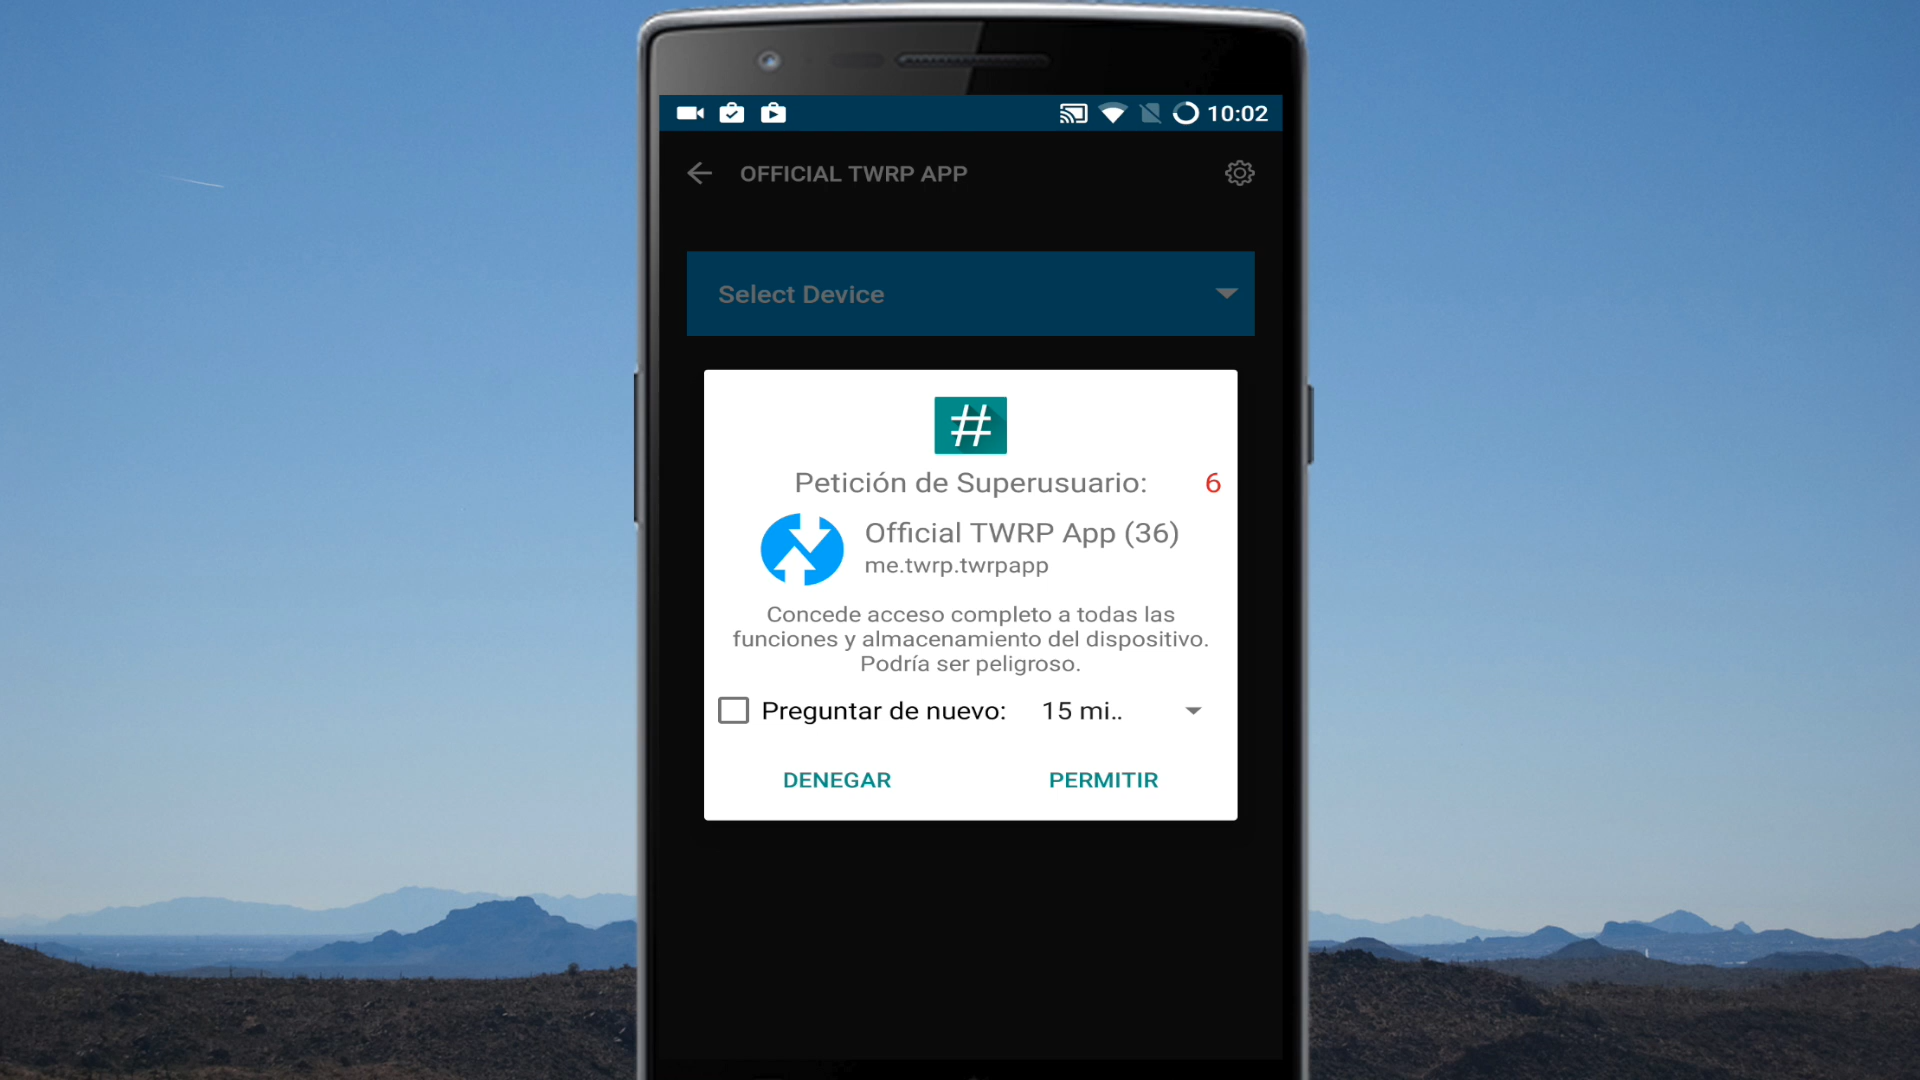 10:02
OFFICIAL TWRP APP
Select Device
#
Petición de Superusuario: 6
Official TWRP App (36)
me.twrp.twrpapp
Concede acceso completo a todas las
funciones y almacenamiento del dispositivo.
Podría ser peligroso.
Preguntar de nuevo: 15 mi..
DENEGAR PERMITIR